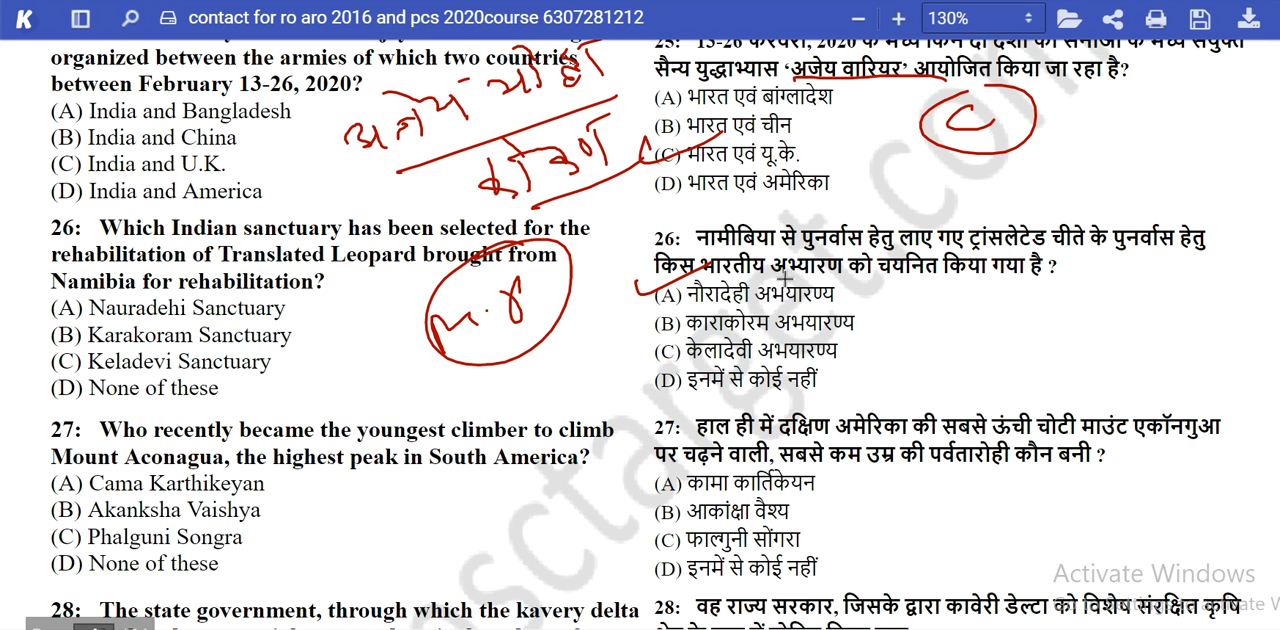 contact for ro aro 2016 and pcs 2020course 6307281212
130%
organized between the armies of which two countries
between February 13-26, 2020?
(A) India and Bangladesh
(B) India and China
(C) India and U.K.
(D) India and America
26: Which Indian sanctuary has been selected for the
rehabilitation of Translated Leopard brought from
Namibia for rehabilitation?
(A) Nauradehi Sanctuary
(B) Karakoram Sanctuary
(C) Keladevi Sanctuary
(D) None of these
27: Who recently became the youngest climber to climb
Mount Aconagua, the highest peak in South America?
(A) Cama Karthikeyan
(B) Akanksha Vaishya
(C) Phalguni Songra
(D) None of these
28: The state government, through which the kavery delta
25: 13-26 फरवरी, 2020 के मध्य किन दो देशों की सेनाओं के मध्य संयुक्त
सैन्य युद्धाभ्यास ‘अजेय वारियर’ आयोजित किया जा रहा है?
(A) भारत एवं बांग्लादेश
(B) भारत एवं चीन
(C) भारत एवं यू.के.
(D) भारत एवं अमेरिका
C
26: नामीबिया से पुनर्वास हेतु लाए गए ट्रांसलेटेड चीते के पुनर्वास हेतु
किस भारतीय अभ्यारण को चयनित किया गया है ?
(A) नौरादेही अभयारण्य
(B) काराकोरम अभयारण्य
(C) केलादेवी अभयारण्य
(D) इनमें से कोई नहीं
27: हाल ही में दक्षिण अमेरिका की सबसे ऊंची चोटी माउंट एकॉनगुआ
पर चढ़ने वाली, सबसे कम उम्र की पर्वतारोही कौन बनी ?
(A) कामा कार्तिकेयन
(B) आकांक्षा वैश्य
(C) फाल्गुनी सोंगरा
(D) इनमें से कोई नहीं
28: वह राज्य सरकार, जिसके द्वारा कावेरी डेल्टा को विशेष संरक्षित कृषि
Activate Windows